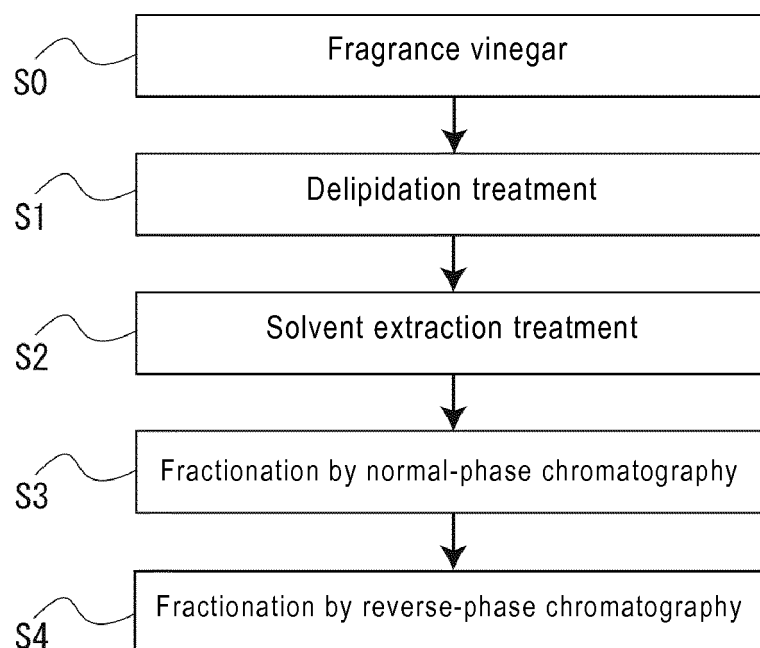 Fragrance vinegar
S0
Delipidation treatment
S1
Solvent extraction treatment
S2
Fractionation by normal-phase chromatography
S3
Fractionation by reverse-phase chromatography
S4